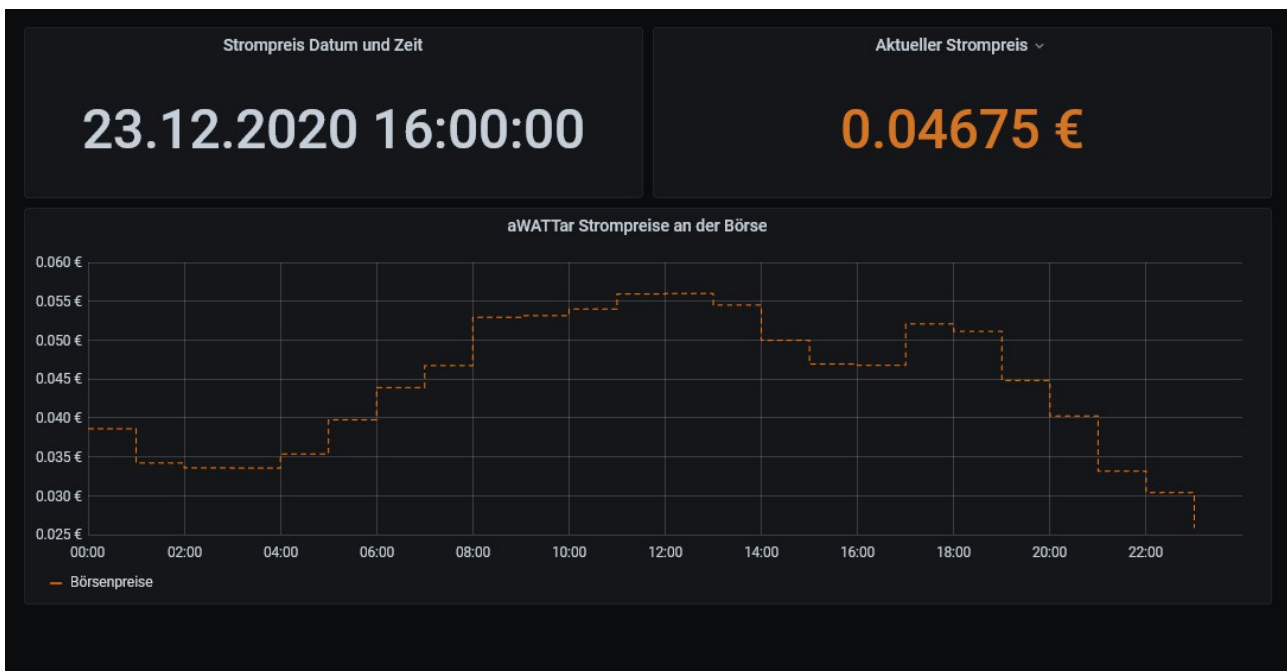 Strompreis Datum und Zeit
23.12.2020 16:00:00
Aktueller Strompreis
0.04675 €
aWATTar Strompreise an der Börse
0.060 €
0.055 €
0.050 €
0.045 €
0.040 €
0.035 €
0.030 €
0.025 €
00:00 02:00 04:00 06:00 08:00 10:00 12:00 14:00 16:00 18:00 20:00 22:00
Börsenpreise